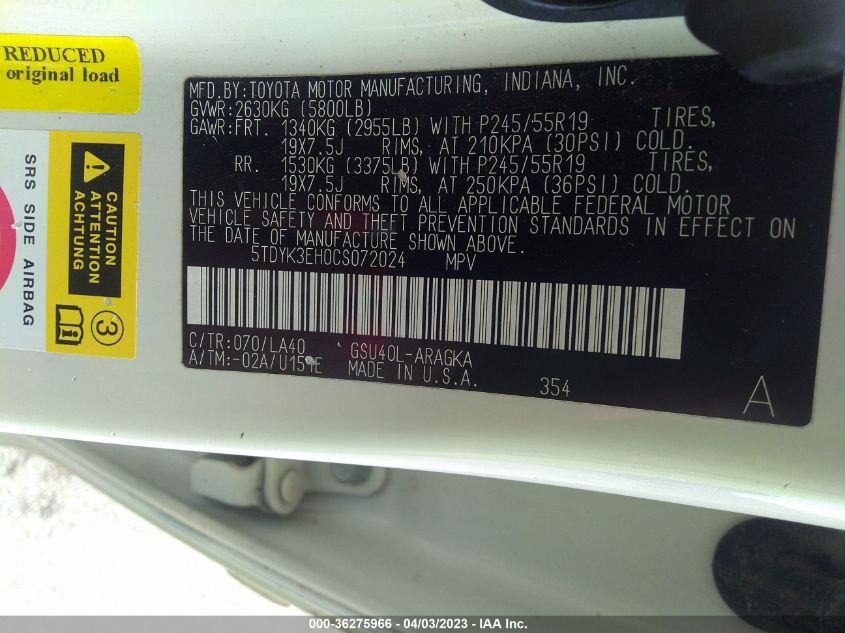 REDUCED
original load
SRS SIDE AIRBAG
CAUTION
ATTENTION
ACHTUNG
3
MFD.BY:TOYOTA MOTOR MANUFACTURING, INDIANA, INC.
GVWR:2630KG (5800LB)
GAWR:FRT. 1340KG (2955LB) WITH P245/55R19 TIRES,
19X7.5J RIMS, AT 210KPA (30PSI) COLD.
RR. 1530KG (3375LB) WITH P245/55R19 TIRES,
19X7.5J RIMS, AT 250KPA (36PSI) COLD.
THIS VEHICLE CONFORMS TO ALL APPLICABLE FEDERAL MOTOR
VEHICLE SAFETY AND THEFT PREVENTION STANDARDS IN EFFECT ON
THE DATE OF MANUFACTURE SHOWN ABOVE.
5TDYK3EH0CS072024 MPV
C/TR:070/LA40 GSU40L-ARAGKA
A/TM:-02A/U151E MADE IN U.S.A.
354
A
000-36275966 - 04/03/2023 - IAA Inc.